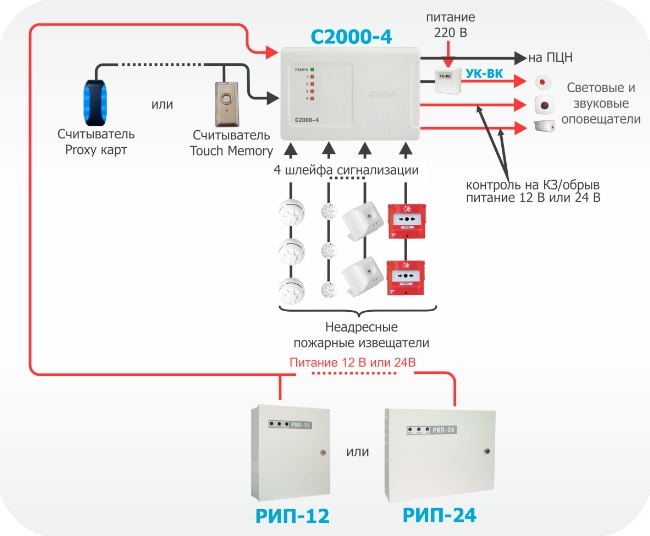 С2000-4
питание
220 В
на ПЦН
УК-ВК
УК-ВК
РАБОТА
1
2
3
4
С2000-4
или
Считыватель
Proxy карт
Считыватель
Touch Memory
Световые и
звуковые
оповещатели
4 шлейфа сигнализации
контроль на КЗ/обрыв
питание 12 В или 24 В
Неадресные
пожарные извещатели
Питание 12 В или 24В
РИП-12
или
РИП-24
РИП-12
РИП-24